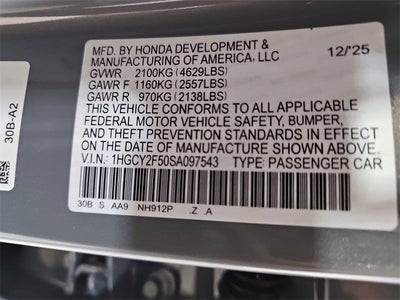 MFD. BY HONDA DEVELOPMENT &
MANUFACTURING OF AMERICA, LLC 12/'25
GVWR 2100KG (4629LBS)
GAWR F 1160KG (2557LBS)
GAWR R 970KG (2138LBS)
THIS VEHICLE CONFORMS TO ALL APPLICABLE
FEDERAL MOTOR VEHICLE SAFETY, BUMPER,
AND THEFT PREVENTION STANDARDS IN EFFECT
ON THE DATE OF MANUFACTURE SHOWN ABOVE.
V.I.N: 1HGCY2F50SA097543 TYPE: PASSENGER CAR
30B S AA9 NH912P .Z .A
30B-A2